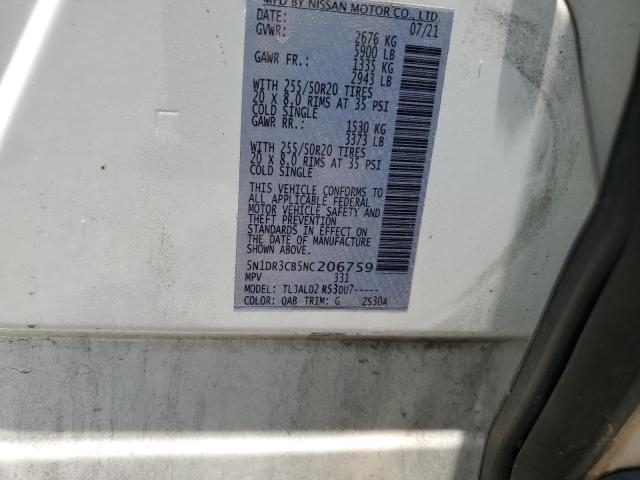 MFD BY NISSAN MOTOR CO., LTD.
DATE: 07/21
GVWR: 2676 KG
5900 LB
GAWR FR.: 1335 KG
2943 LB
WITH 255/50R20 TIRES
20 X 8.0 RIMS AT 35 PSI
COLD SINGLE
GAWR RR.: 1530 KG
3373 LB
WITH 255/50R20 TIRES
20 X 8.0 RIMS AT 35 PSI
COLD SINGLE
THIS VEHICLE CONFORMS TO
ALL APPLICABLE FEDERAL
MOTOR VEHICLE SAFETY AND
THEFT PREVENTION
STANDARDS IN EFFECT ON
THE DATE OF MANUFACTURE
SHOWN ABOVE.
5N1DR3CB5NC206759
MPV 331
MODEL: TLJALD2 RS3DU7-----
COLOR: QAB TRIM: G ZS30A